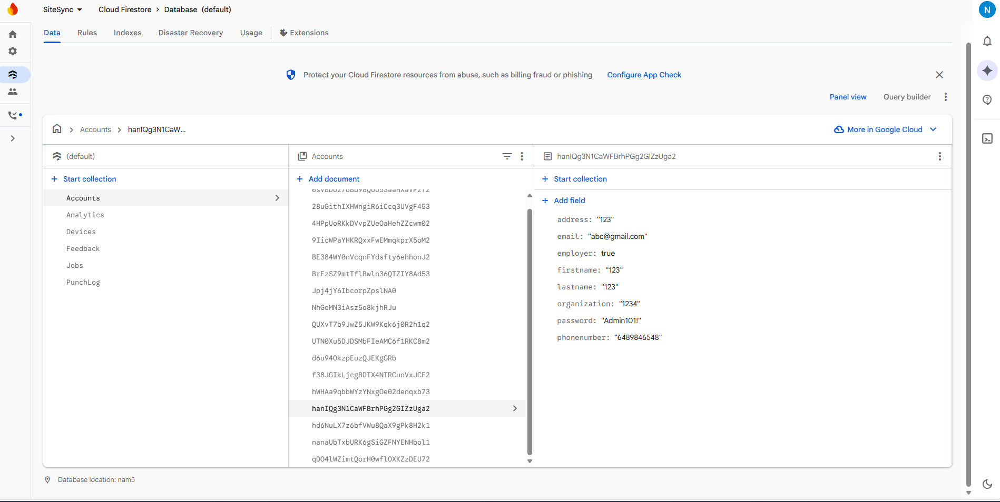 SiteSync Cloud Firestore > Database (default)
N
Data Rules Indexes Disaster Recovery Usage Extensions
Protect your Cloud Firestore resources from abuse, such as billing fraud or phishing Configure App Check
Panel view Query builder
Accounts > hanIQg3N1CaW...
More in Google Cloud
(default)
+ Start collection
Accounts
Analytics
Devices
Feedback
Jobs
PunchLog
Accounts
+ Add document
28uGithIXHWngiR6iCcq3UVgF453
4HPpUoRKkDVvpZUeOaHehZZcwm02
9IicWPaYHKRQxxFwEMmqkprX5oM2
BE384WY0nVcqnFYdsfty6ehhonJ2
BrFzSZ9mtTflBwln36QTZIY8Ad53
Jpj4jY6IbcorpZpslNA0
NhGeMN3iAsz5o8kjhRJu
QUXvT7b9JwZ5JKW9Kqk6j0R2h1q2
UTN0Xu5DJDSMbFIeAMC6f1RKC8m2
d6u94OkzpEuzQJEKgGRb
f38JGIkLjcgBDTX4NTRCunVxJCF2
hWHAa9qbbWYzYNxgOe02denqxb73
hanIQg3N1CaWFBrhPGg2GIZzUga2
hd6NuLX7z6bfVWu8QaX9gPk8H2k1
nanaUbTxbURK6gSiGZFNYENHbol1
qDO4lWZimtQorH0wflOXKZzDEU72
hanIQg3N1CaWFBrhPGg2GIZzUga2
+ Start collection
+ Add field
address: "123"
email: "abc@gmail.com"
employer: true
firstname: "123"
lastname: "123"
organization: "1234"
password: "Admin101!"
phonenumber: "6489846548"
Database location: nam5